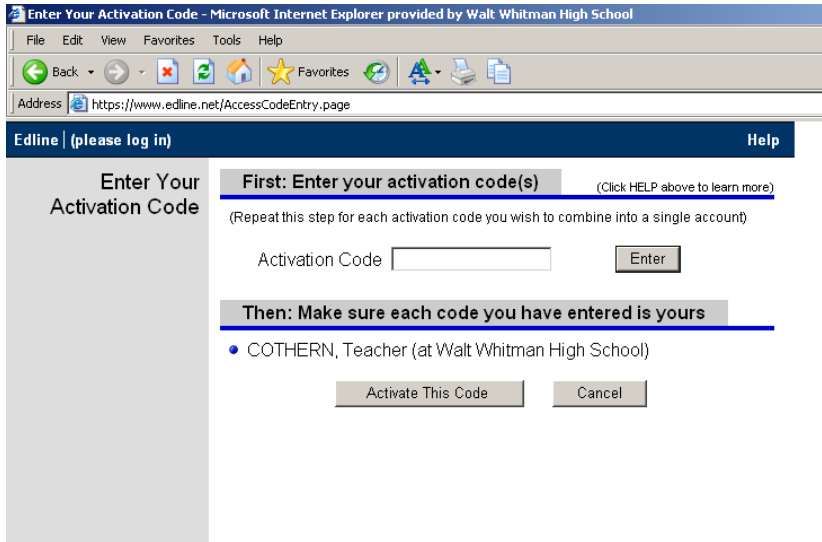 Enter Your Activation Code - Microsoft Internet Explorer provided by Walt Whitman High School
File Edit View Favorites Tools Help
Back Favorites
Address https://www.edline.net/AccessCodeEntry.page
Edline | (please log in) Help
Enter Your
Activation Code
First: Enter your activation code(s) (Click HELP above to learn more)
(Repeat this step for each activation code you wish to combine into a single account)
Activation Code Enter
Then: Make sure each code you have entered is yours
COTHERN, Teacher (at Walt Whitman High School)
Activate This Code Cancel